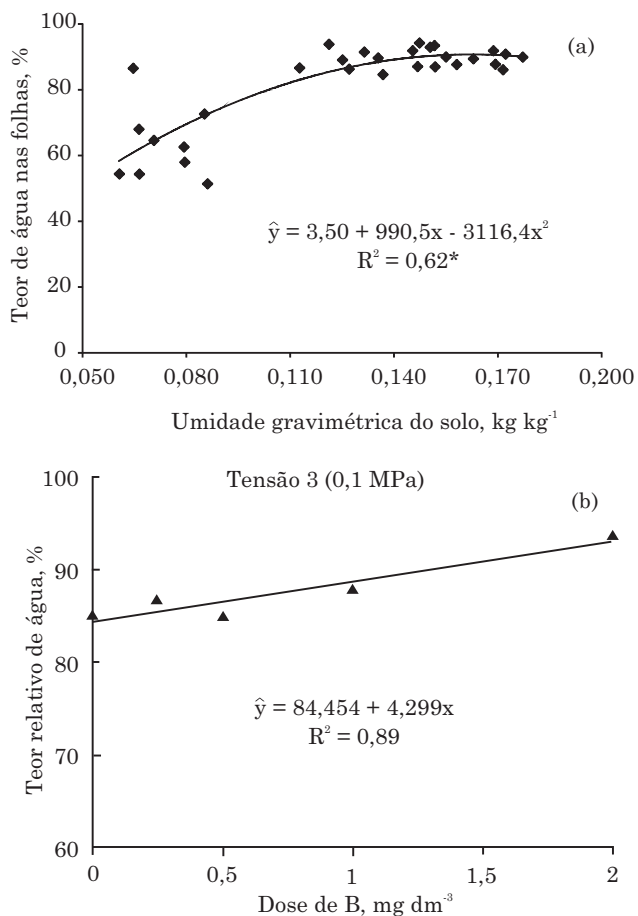 100
(a)
80
60
40
20
0
Teor de água nas folhas, %
ŷ = 3,50 + 990,5x - 3116,4x²
R² = 0,62*
0,050 0,080 0,110 0,140 0,170 0,200
Umidade gravimétrica do solo, kg kg⁻¹
100
Tensão 3 (0,1 MPa)
(b)
90
80
70
60
Teor relativo de água, %
ŷ = 84,454 + 4,299x
R² = 0,89
0 0,5 1 1,5 2
Dose de B, mg dm⁻³